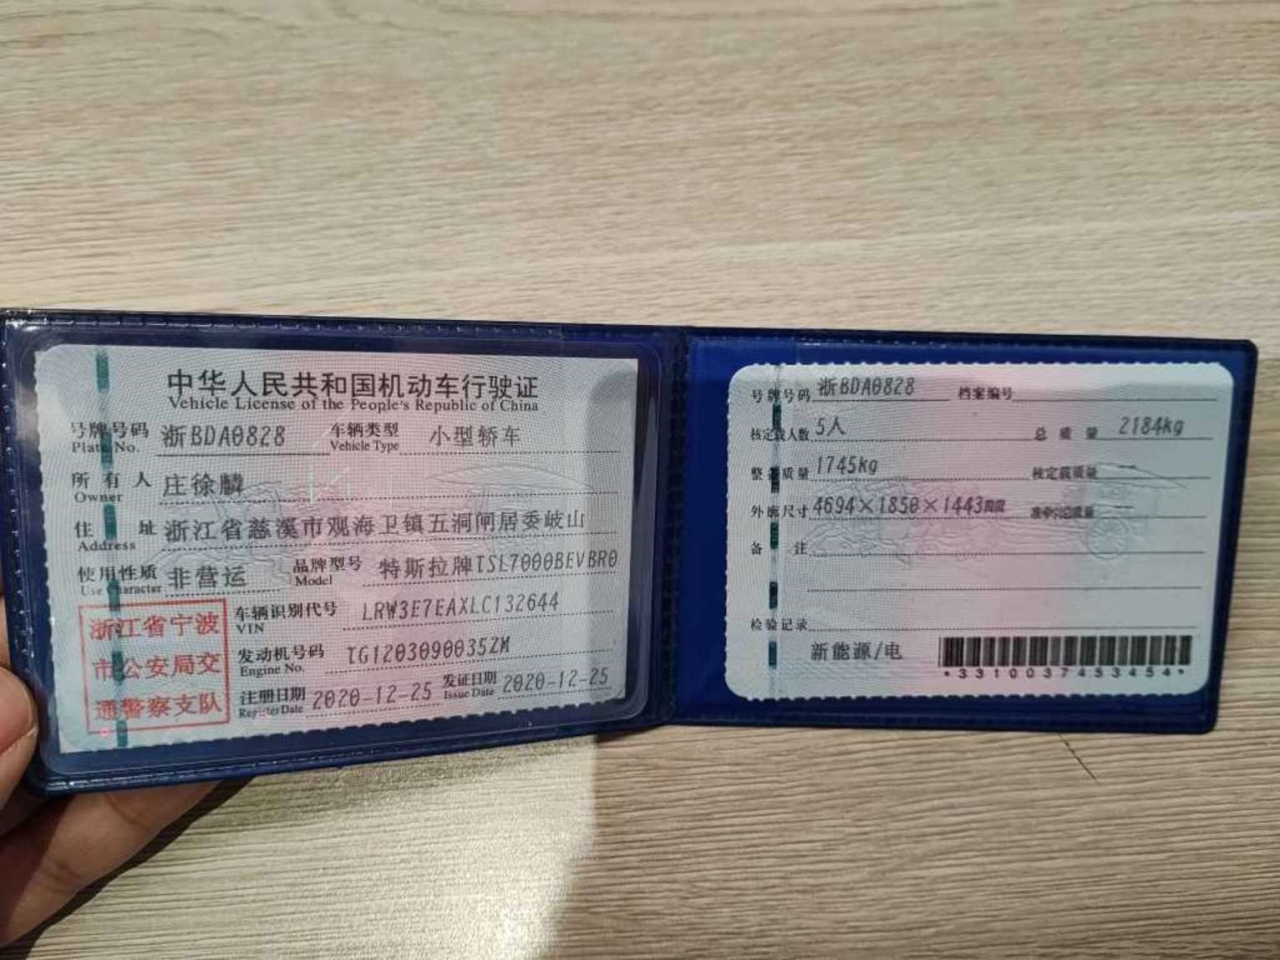 中华人民共和国机动车行驶证
Vehicle License of the People's Republic of China
号牌号码 浙BDA0828 车辆类型 小型轿车
Plate No. Vehicle Type
所有人 庄徐麟
Owner
住址 浙江省慈溪市观海卫镇五洞闸居委岐山
Address
使用性质 非营运 品牌型号 特斯拉牌TSL7000BEVBR0
Use Character Model
浙江省宁波
市公安局交
通警察支队
车辆识别代号 LRW3E7EAXLC132644
VIN
发动机号码 TG1203090035ZM
Engine No.
注册日期 2020-12-25 发证日期 2020-12-25
Register Date Issue Date
号牌号码 浙BDA0828 档案编号
核定载人数 5人 总质量 2184kg
整备质量 1745kg 核定载质量 —
外廓尺寸 4694×1850×1443mm 准牵引总质量 —
备注
检验记录
新能源/电
*3310037453454*